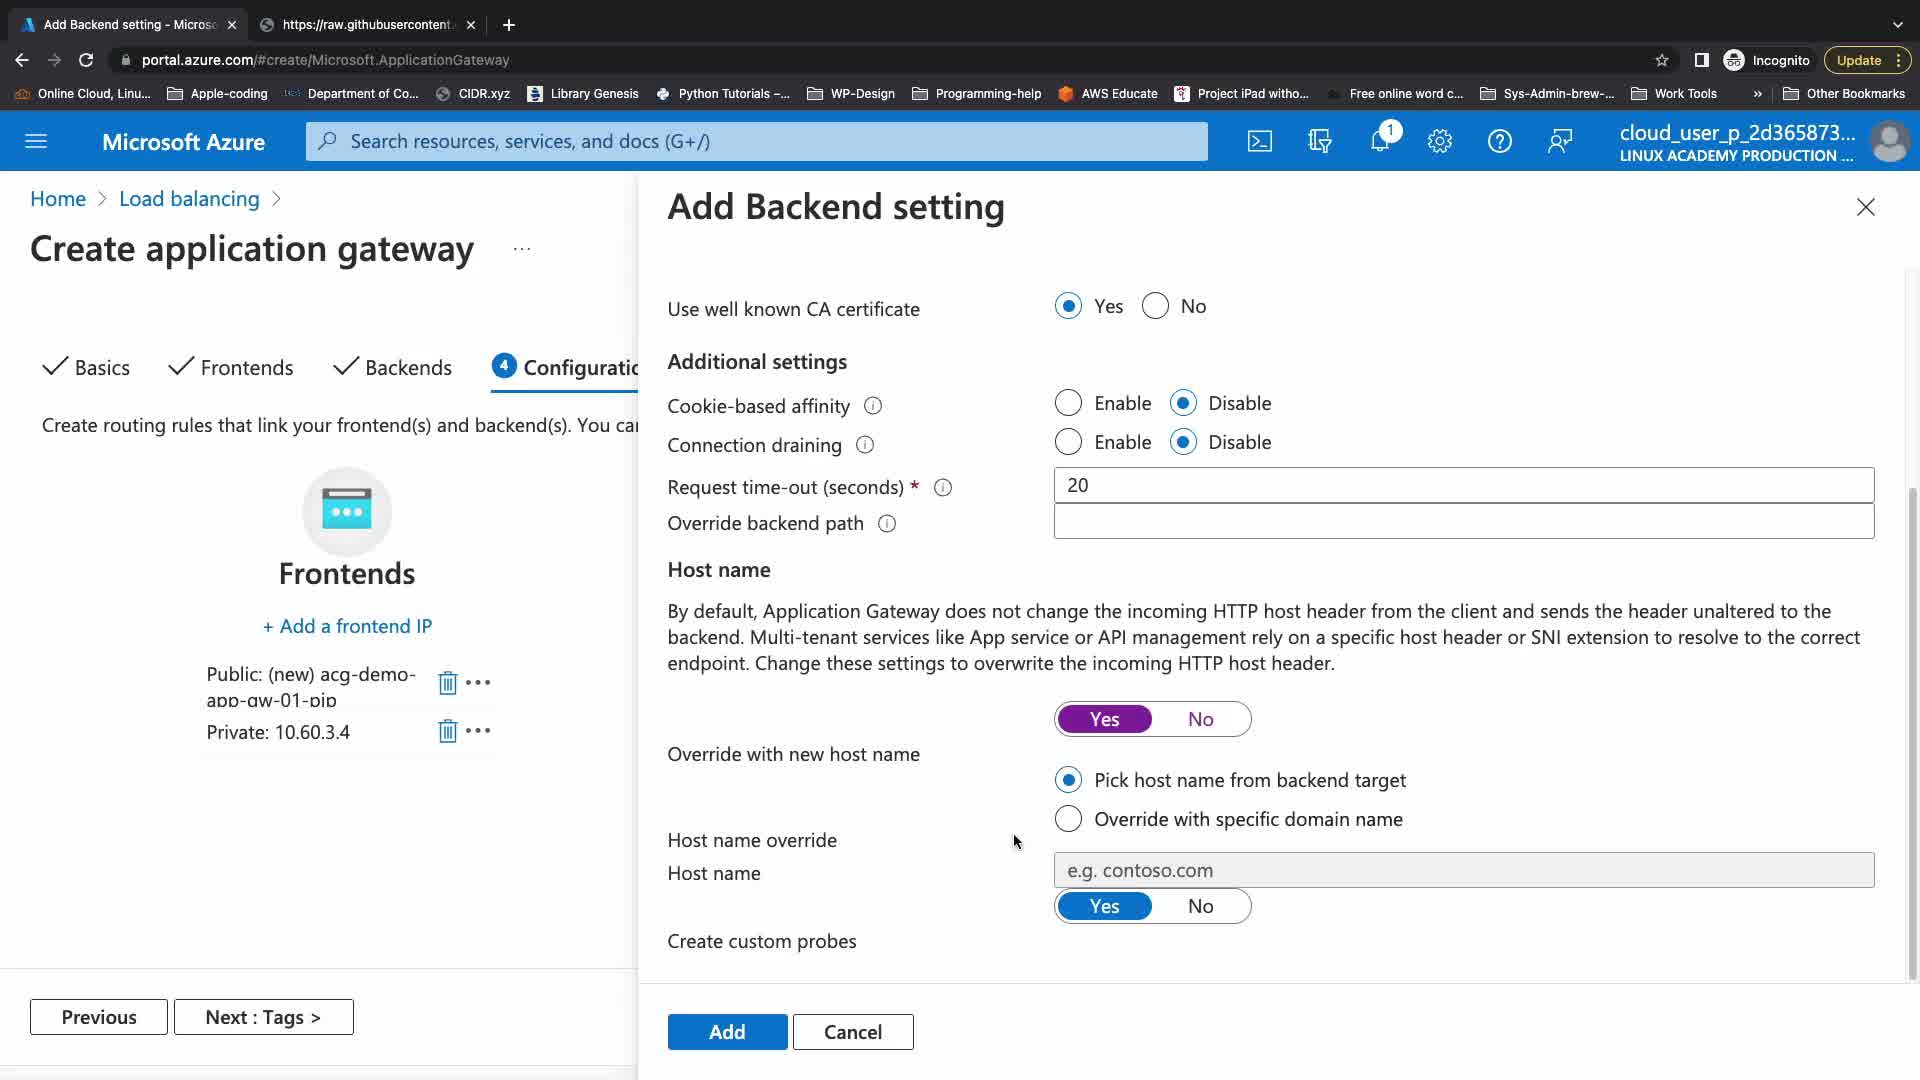 Add Backend setting - Micros
https://raw.githubusercontent.
portal.azure.com/#create/Microsoft.ApplicationGateway
Incognito
Update
Online Cloud, Linu...
Apple-coding
Department of Co...
CIDR.xyz
Library Genesis
Python Tutorials –...
WP-Design
Programming-help
AWS Educate
Project iPad witho...
Free online word c...
Sys-Admin-brew-...
Work Tools
»
Other Bookmarks
Microsoft Azure
Search resources, services, and docs (G+/)
1
cloud_user_p_2d365873...
LINUX ACADEMY PRODUCTION ...
Home > Load balancing >
Create application gateway ...
Basics
Frontends
Backends
4 Configuratio
Create routing rules that link your frontend(s) and backend(s). You can
Frontends
+ Add a frontend IP
Public: (new) acg-demo-
app-gw-01-pip
Private: 10.60.3.4
Previous
Next : Tags >
Add Backend setting
Use well known CA certificate
Yes No
Additional settings
Cookie-based affinity
Enable Disable
Connection draining
Enable Disable
Request time-out (seconds) *
20
Override backend path
Host name
By default, Application Gateway does not change the incoming HTTP host header from the client and sends the header unaltered to the
backend. Multi-tenant services like App service or API management rely on a specific host header or SNI extension to resolve to the correct
endpoint. Change these settings to overwrite the incoming HTTP host header.
Yes No
Override with new host name
Pick host name from backend target
Override with specific domain name
Host name override
Host name
e.g. contoso.com
Yes No
Create custom probes
Add
Cancel